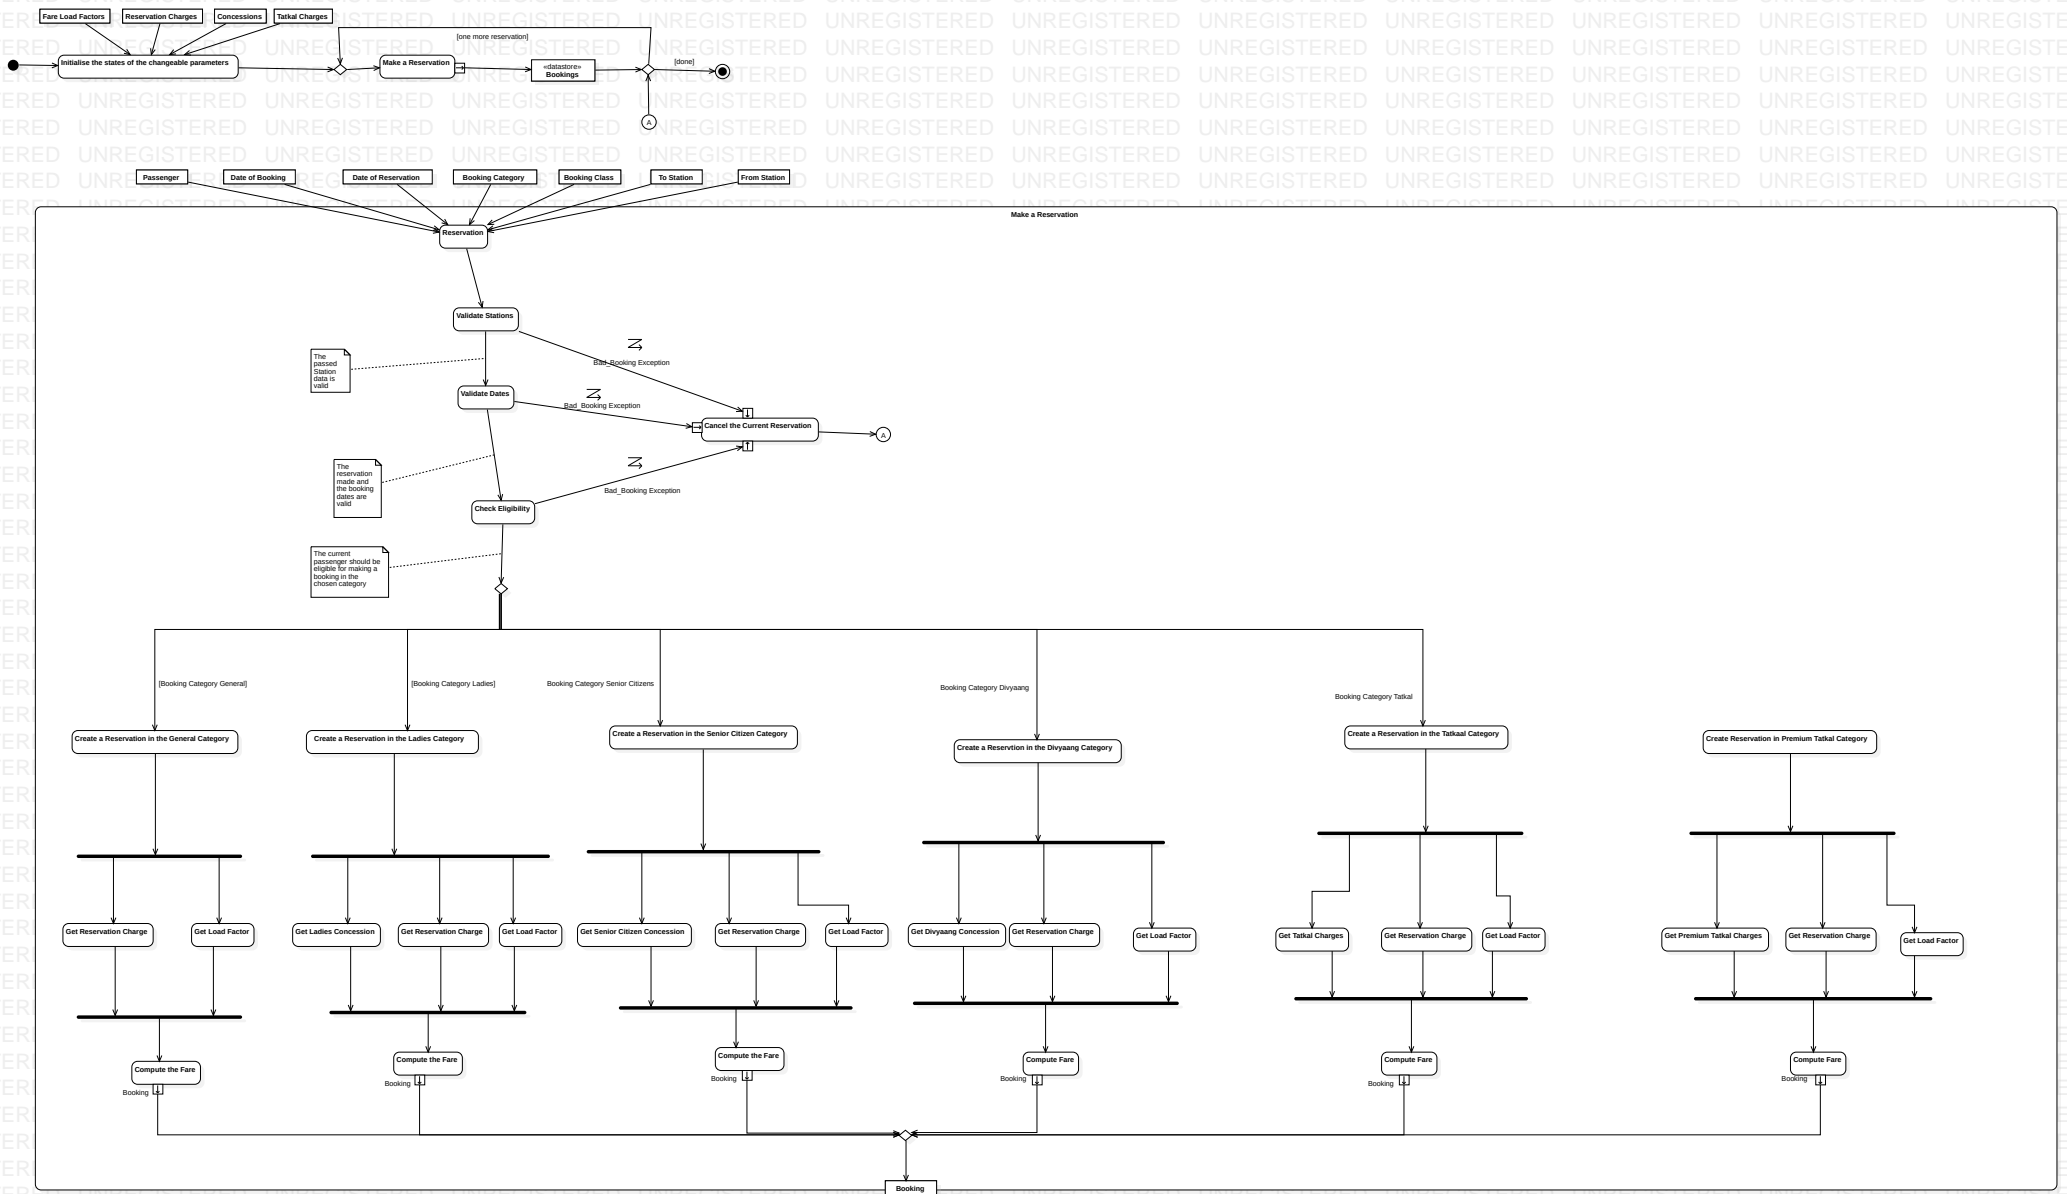 Fare Load Factors
Reservation Charges
Concessions
Tatkal Charges
[one more reservation]
Initialise the states of the changeable parameters
Make a Reservation
«datastore»
Bookings
[done]
A
Passenger
Date of Booking
Date of Reservation
Booking Category
Booking Class
To Station
From Station
Make a Reservation
Reservation
Validate Stations
The
passed
Station
data is
valid
Bad_Booking Exception
Validate Dates
Bad_Booking Exception
Cancel the Current Reservation
A
The
reservation
made and
the booking
dates are
valid
Bad_Booking Exception
Check Eligibility
The current
passenger should be
eligible for making a
booking in the
chosen category
[Booking Category General]
[Booking Category Ladies]
Booking Category Senior Citizens
Booking Category Divyaang
Booking Category Tatkal
Create a Reservation in the General Category
Create a Reservation in the Ladies Category
Create a Reservation in the Senior Citizen Category
Create a Reservtion in the Divyaang Category
Create a Reservation in the Tatkaal Category
Create Reservation in Premium Tatkal Category
Get Reservation Charge
Get Load Factor
Get Ladies Concession
Get Reservation Charge
Get Load Factor
Get Senior Citizen Concession
Get Reservation Charge
Get Load Factor
Get Divyaang Concession
Get Reservation Charge
Get Load Factor
Get Tatkal Charges
Get Reservation Charge
Get Load Factor
Get Premium Tatkal Charges
Get Reservation Charge
Get Load Factor
Compute the Fare
Booking
Compute the Fare
Booking
Compute the Fare
Booking
Compute Fare
Booking
Compute Fare
Booking
Compute Fare
Booking
Booking
UNREGISTERED